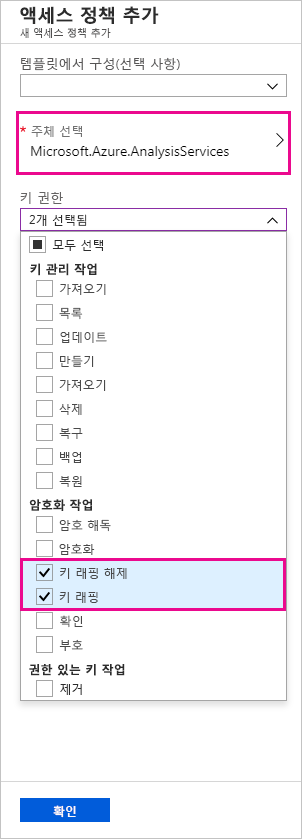 액세스 정책 추가
새 액세스 정책 추가
템플릿에서 구성(선택 사항)
* 주체 선택
Microsoft.Azure.AnalysisServices
키 권한
2개 선택됨
모두 선택
키 관리 작업
가져오기
목록
업데이트
만들기
가져오기
삭제
복구
백업
복원
암호화 작업
암호 해독
암호화
키 래핑 해제
키 래핑
확인
부호
권한 있는 키 작업
제거
확인